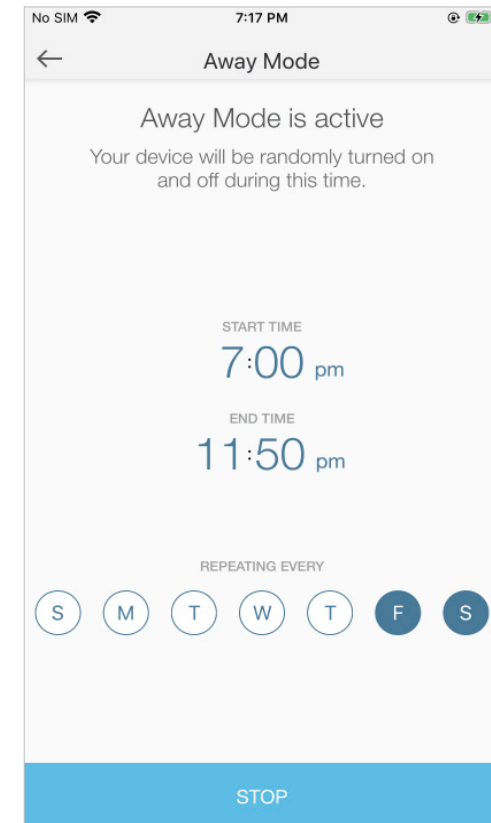 No SIM 7:17 PM
Away Mode
Away Mode is active
Your device will be randomly turned on
and off during this time.
START TIME
7:00 pm
END TIME
11:50 pm
REPEATING EVERY
S M T W T F S
STOP